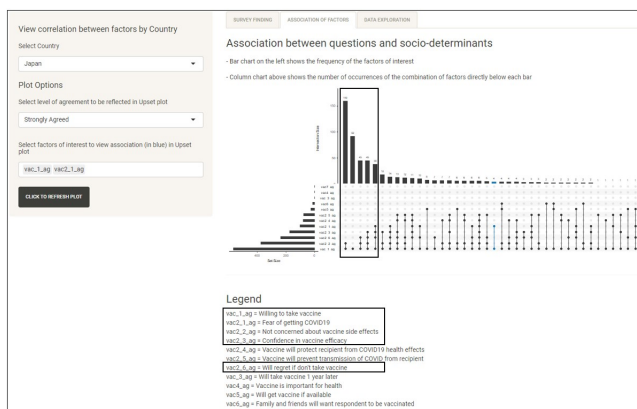 View correlation between factors by Country
Select Country
Japan
Plot Options
Select level of agreement to be reflected in Upset plot
Strongly Agreed
Select factors of interest to view association (in blue) in Upset
plot
vac_1_ag vac2_1_ag
CLICK TO REFRESH PLOT
SURVEY FINDING
ASSOCIATION OF FACTORS
DATA EXPLORATION
Association between questions and socio-determinants
- Bar chart on the left shows the frequency of the factors of interest
- Column chart above shows the number of occurrences of the combination of factors directly below each bar
Intersection Size
Set Size
Legend
vac_1_ag = Willing to take vaccine
vac2_1_ag = Fear of getting COVID19
vac2_2_ag = Not concerned about vaccine side effects
vac2_3_ag = Confidence in vaccine efficacy
vac2_4_ag = Vaccine will protect recipient from COVID19 health effects
vac2_5_ag = Vaccine will prevent transmission of COVID from recipient
vac2_6_ag = Will regret if don't take vaccine
vac_3_ag = Will take vaccine 1 year later
vac4_ag = Vaccine is important for health
vac5_ag = Will get vaccine if available
vac6_ag = Family and friends will want respondent to be vaccinated